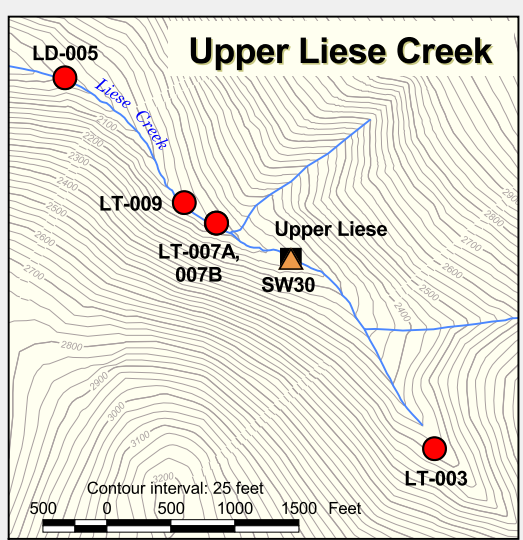 Upper Liese Creek
LD-005
Liese Creek
2100
2200
2300
2400
2500
2600
2700
LT-009
LT-007A,
007B
Upper Liese
SW30
2800
2700
2600
2500
2400
2800
2900
3000
3100
3200
LT-003
Contour interval: 25 feet
500 0 500 1000 1500 Feet